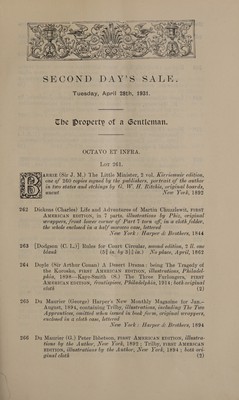 SECOND DAY'S SALE.
Tuesday, April 28th, 1931.
The Property of a Gentleman.
OCTAVO ET INFRA.
LOT 261.
BARRIE (Sir J. M.) The Little Minister, 2 vol. Kirriemuir edition,
one of 260 copies signed by the publishers, portrait of the author
in two states and etchings by G. W. H. Ritchie, original boards,
uncut New York, 1892
262 Dickens (Charles) Life and Adventures of Martin Chuzzlewit, FIRST
AMERICAN EDITION, in 7 parts, illustrations by Phiz, original
wrappers, front lower corner of Part 7 torn off, in a cloth folder,
the whole enclosed in a half morocco case, lettered
New York: Harper & Brothers, 1844
263 [Dodgson (C. L.)] Rules for Court Circular, second edition, 2 ll. one
blank (5¼ in. by 3½ in.) No place, April, 1862
264 Doyle (Sir Arthur Conan) A Desert Drama: being The Tragedy of
the Korosko, FIRST AMERICAN EDITION, illustrations, Philadel-
phia, 1898—Kaye-Smith (S.) The Three Furlongers, FIRST
AMERICAN EDITION, frontispiece, Philadelphia, 1914; both original
cloth (2)
265 Du Maurier (George) Harper's New Monthly Magazine for Jan.-
August, 1894, containing Trilby, illustrations, including The Two
Apprentices, omitted when issued in book form, original wrappers,
enclosed in a cloth case, lettered
New York: Harper & Brothers, 1894
266 Du Maurier (G.) Peter Ibbetson, FIRST AMERICAN EDITION, illustra-
tions by the Author, New York, 1892; Trilby, FIRST AMERICAN
EDITION, illustrations by the Author, New York, 1894; both ori-
ginal cloth (2)